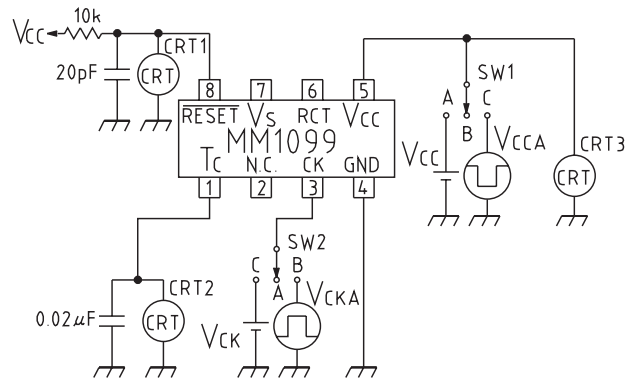 VCC 10k CRT1
20pF CRT
8 7 6 5
RESET VS RCT VCC
MM1099
TC N.C. CK GND
1 2 3 4
SW1
A B C
VCC VCCA CRT3
CRT
CRT2
0.02μF CRT
SW2
C A B
VCK VCKA